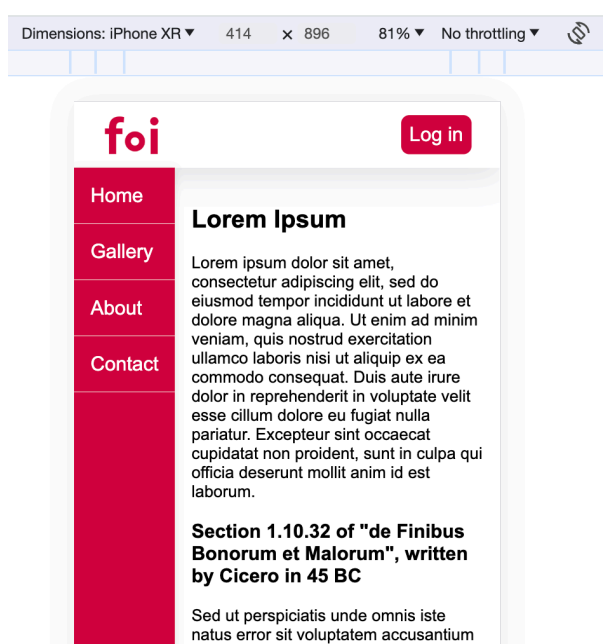 Dimensions: iPhone XR ▼ 414 × 896 81% ▼ No throttling ▼
foi
Log in
Home
Gallery
About
Contact
Lorem Ipsum
Lorem ipsum dolor sit amet,
consectetur adipiscing elit, sed do
eiusmod tempor incididunt ut labore et
dolore magna aliqua. Ut enim ad minim
veniam, quis nostrud exercitation
ullamco laboris nisi ut aliquip ex ea
commodo consequat. Duis aute irure
dolor in reprehenderit in voluptate velit
esse cillum dolore eu fugiat nulla
pariatur. Excepteur sint occaecat
cupidatat non proident, sunt in culpa qui
officia deserunt mollit anim id est
laborum.
Section 1.10.32 of "de Finibus
Bonorum et Malorum", written
by Cicero in 45 BC
Sed ut perspiciatis unde omnis iste
natus error sit voluptatem accusantium